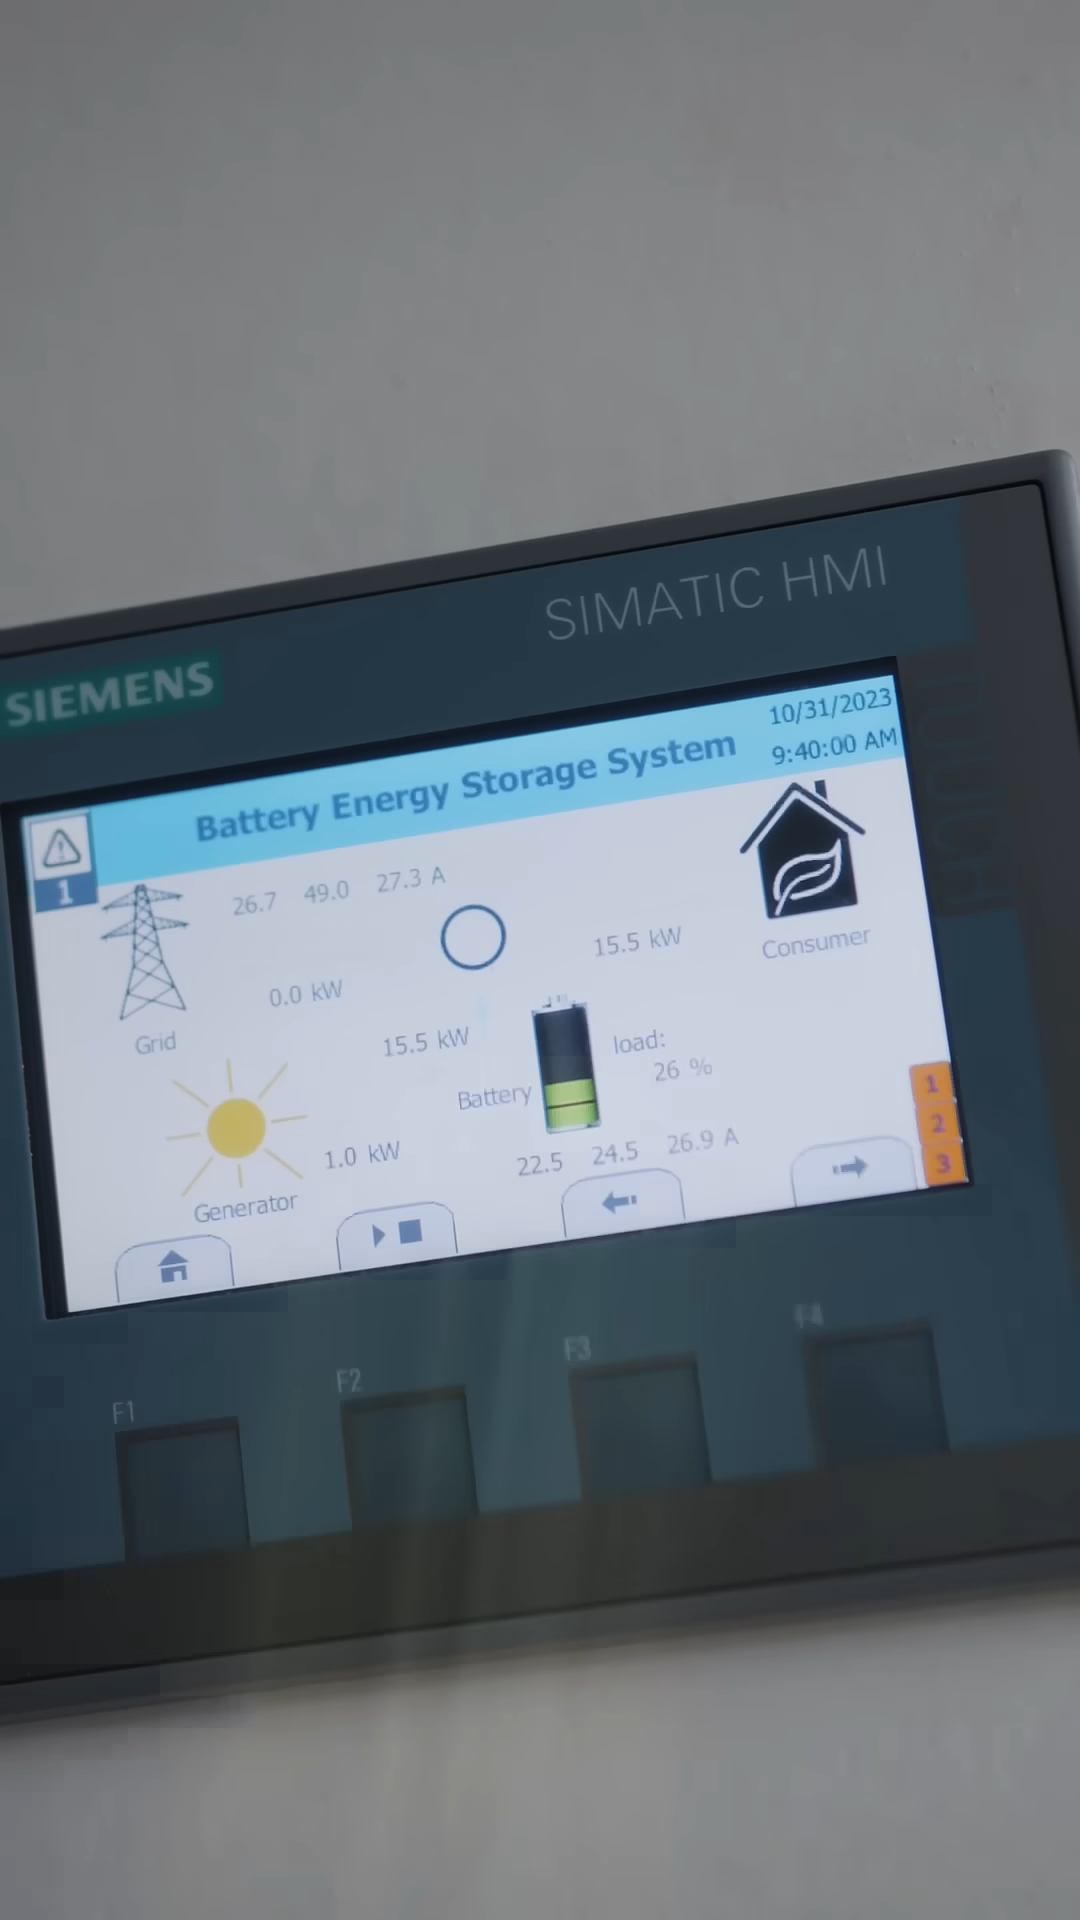 SIMATIC HMI
SIEMENS
TOUCH
10/31/2023
Battery Energy Storage System
9:40:00 AM
1
26.7 49.0 27.3 A
15.5 kW
Consumer
0.0 kW
Grid
15.5 kW
load:
26 %
Battery
1.0 kW
22.5 24.5 26.9 A
Generator
1
2
3
F1
F2
F3
F4